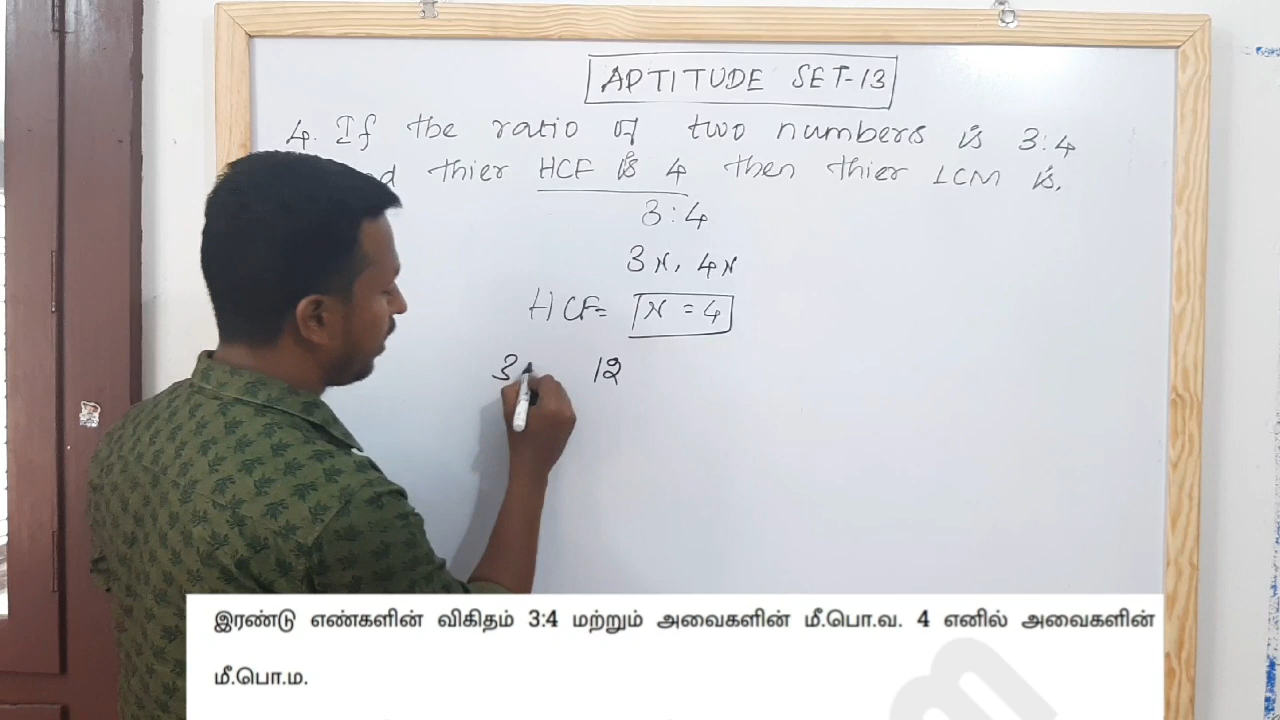 APTITUDE SET-13
4. If the ratio of two numbers is 3:4
thier HCF is 4 then thier LCM is.
3:4
3x, 4x
HCF= x = 4
3 12
இரண்டு எண்களின் விகிதம் 3:4 மற்றும் அவைகளின் மீ.பொ.வ. 4 எனில் அவைகளின்
மீ.பொ.ம.